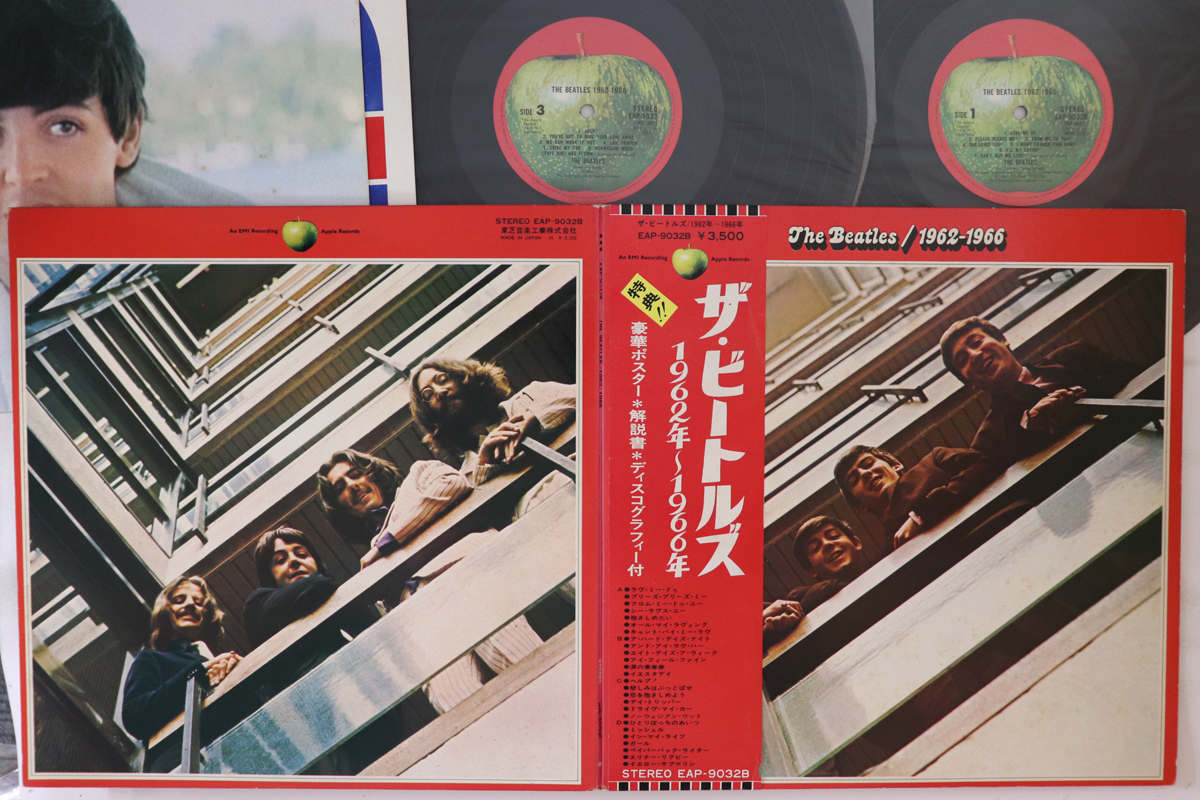 THE BEATLES 1962-1966
SIDE 3
STEREO
THE BEATLES
THE BEATLES 1962-1966
SIDE 1
STEREO
EAP-9032B
An EMI Recording
Apple Records
STEREO EAP-9032B
東芝音楽工業株式会社
MADE IN JAPAN
ザ・ビートルズ/1962年-1966年
EAP-9032B ¥3,500
An EMI Recording
Apple Records
特典!!
ザ・ビートルズ
1962年~1966年
豪華ポスター*解説書*ディスコグラフィー付
A●ラヴ・ミー・ドゥ
●プリーズ・プリーズ・ミー
●フロム・ミー・トゥ・ユー
●シー・ラヴズ・ユー
●抱きしめたい
●オール・マイ・ラヴィング
●キャント・バイ・ミー・ラヴ
B●ア・ハード・デイズ・ナイト
●アンド・アイ・ラヴ・ハー
●エイト・デイズ・ア・ウィーク
●アイ・フィール・ファイン
●涙の乗車券
●イエスタデイ
C●ヘルプ!
●悲しみはぶっとばせ
●恋を抱きしめよう
●デイ・トリッパー
●ドライヴ・マイ・カー
●ノーウェジアン・ウッド
D●ひとりぼっちのあいつ
●ミッシェル
●イン・マイ・ライフ
●ガール
●ペイパーバック・ライター
●エリナー・リグビー
●イエロー・サブマリン
STEREO EAP-9032B
The Beatles / 1962-1966